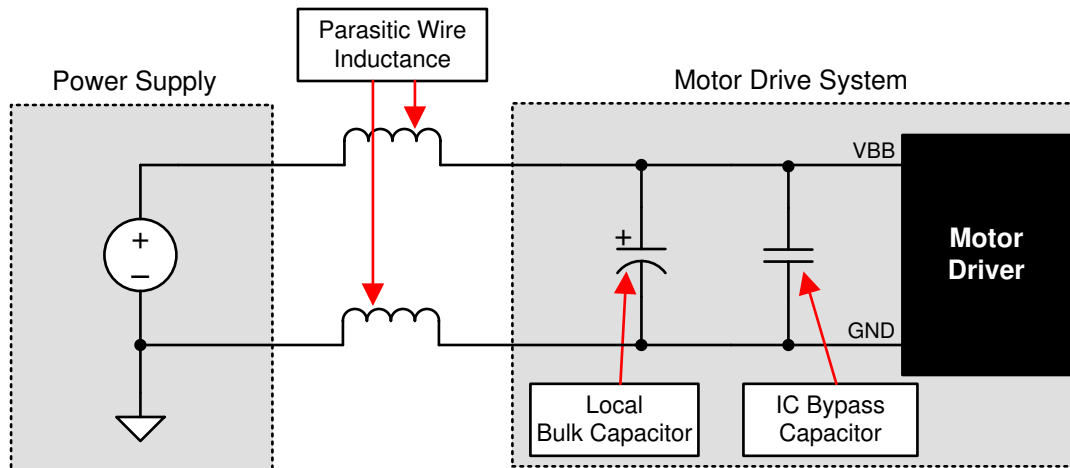 Parasitic Wire
Inductance
Power Supply
Motor Drive System
VBB
+
+
–
Motor
Driver
GND
Local
Bulk Capacitor
IC Bypass
Capacitor